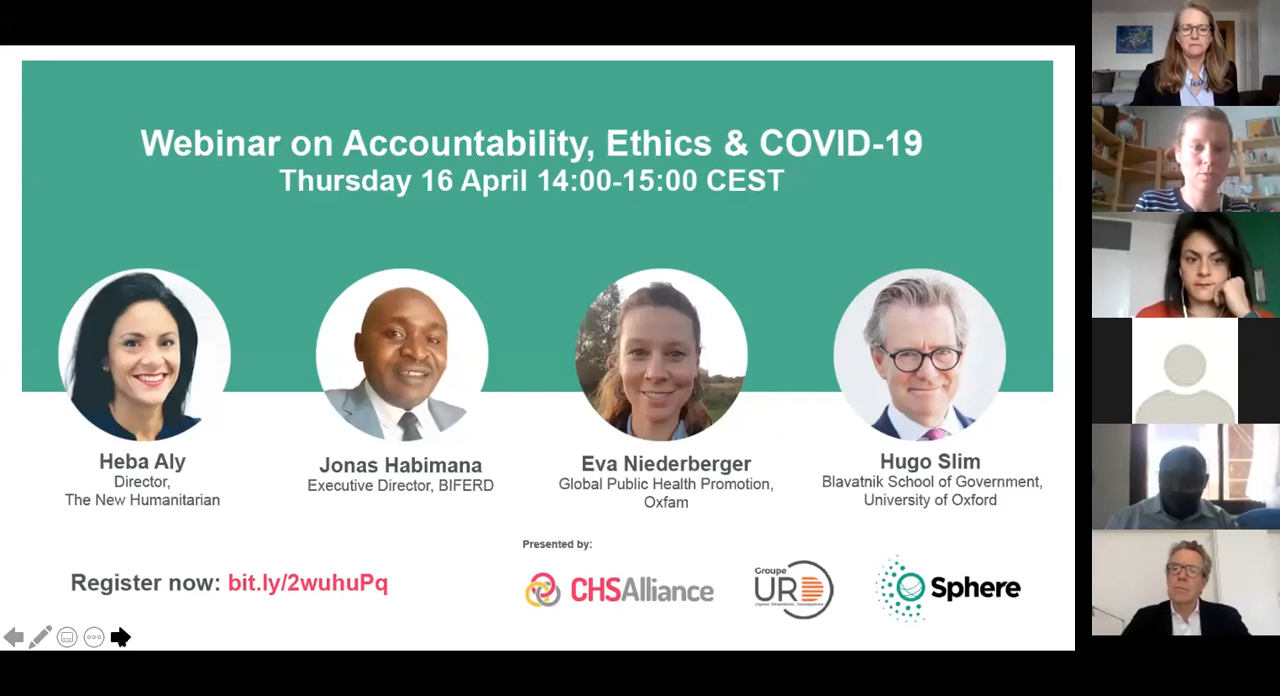 Webinar on Accountability, Ethics & COVID-19
Thursday 16 April 14:00-15:00 CEST
Heba Aly
Director,
The New Humanitarian
Jonas Habimana
Executive Director, BIFERD
Eva Niederberger
Global Public Health Promotion,
Oxfam
Hugo Slim
Blavatnik School of Government,
University of Oxford
Register now: bit.ly/2wuhuPq
Presented by:
CHSAlliance
Groupe
URD
Sphere